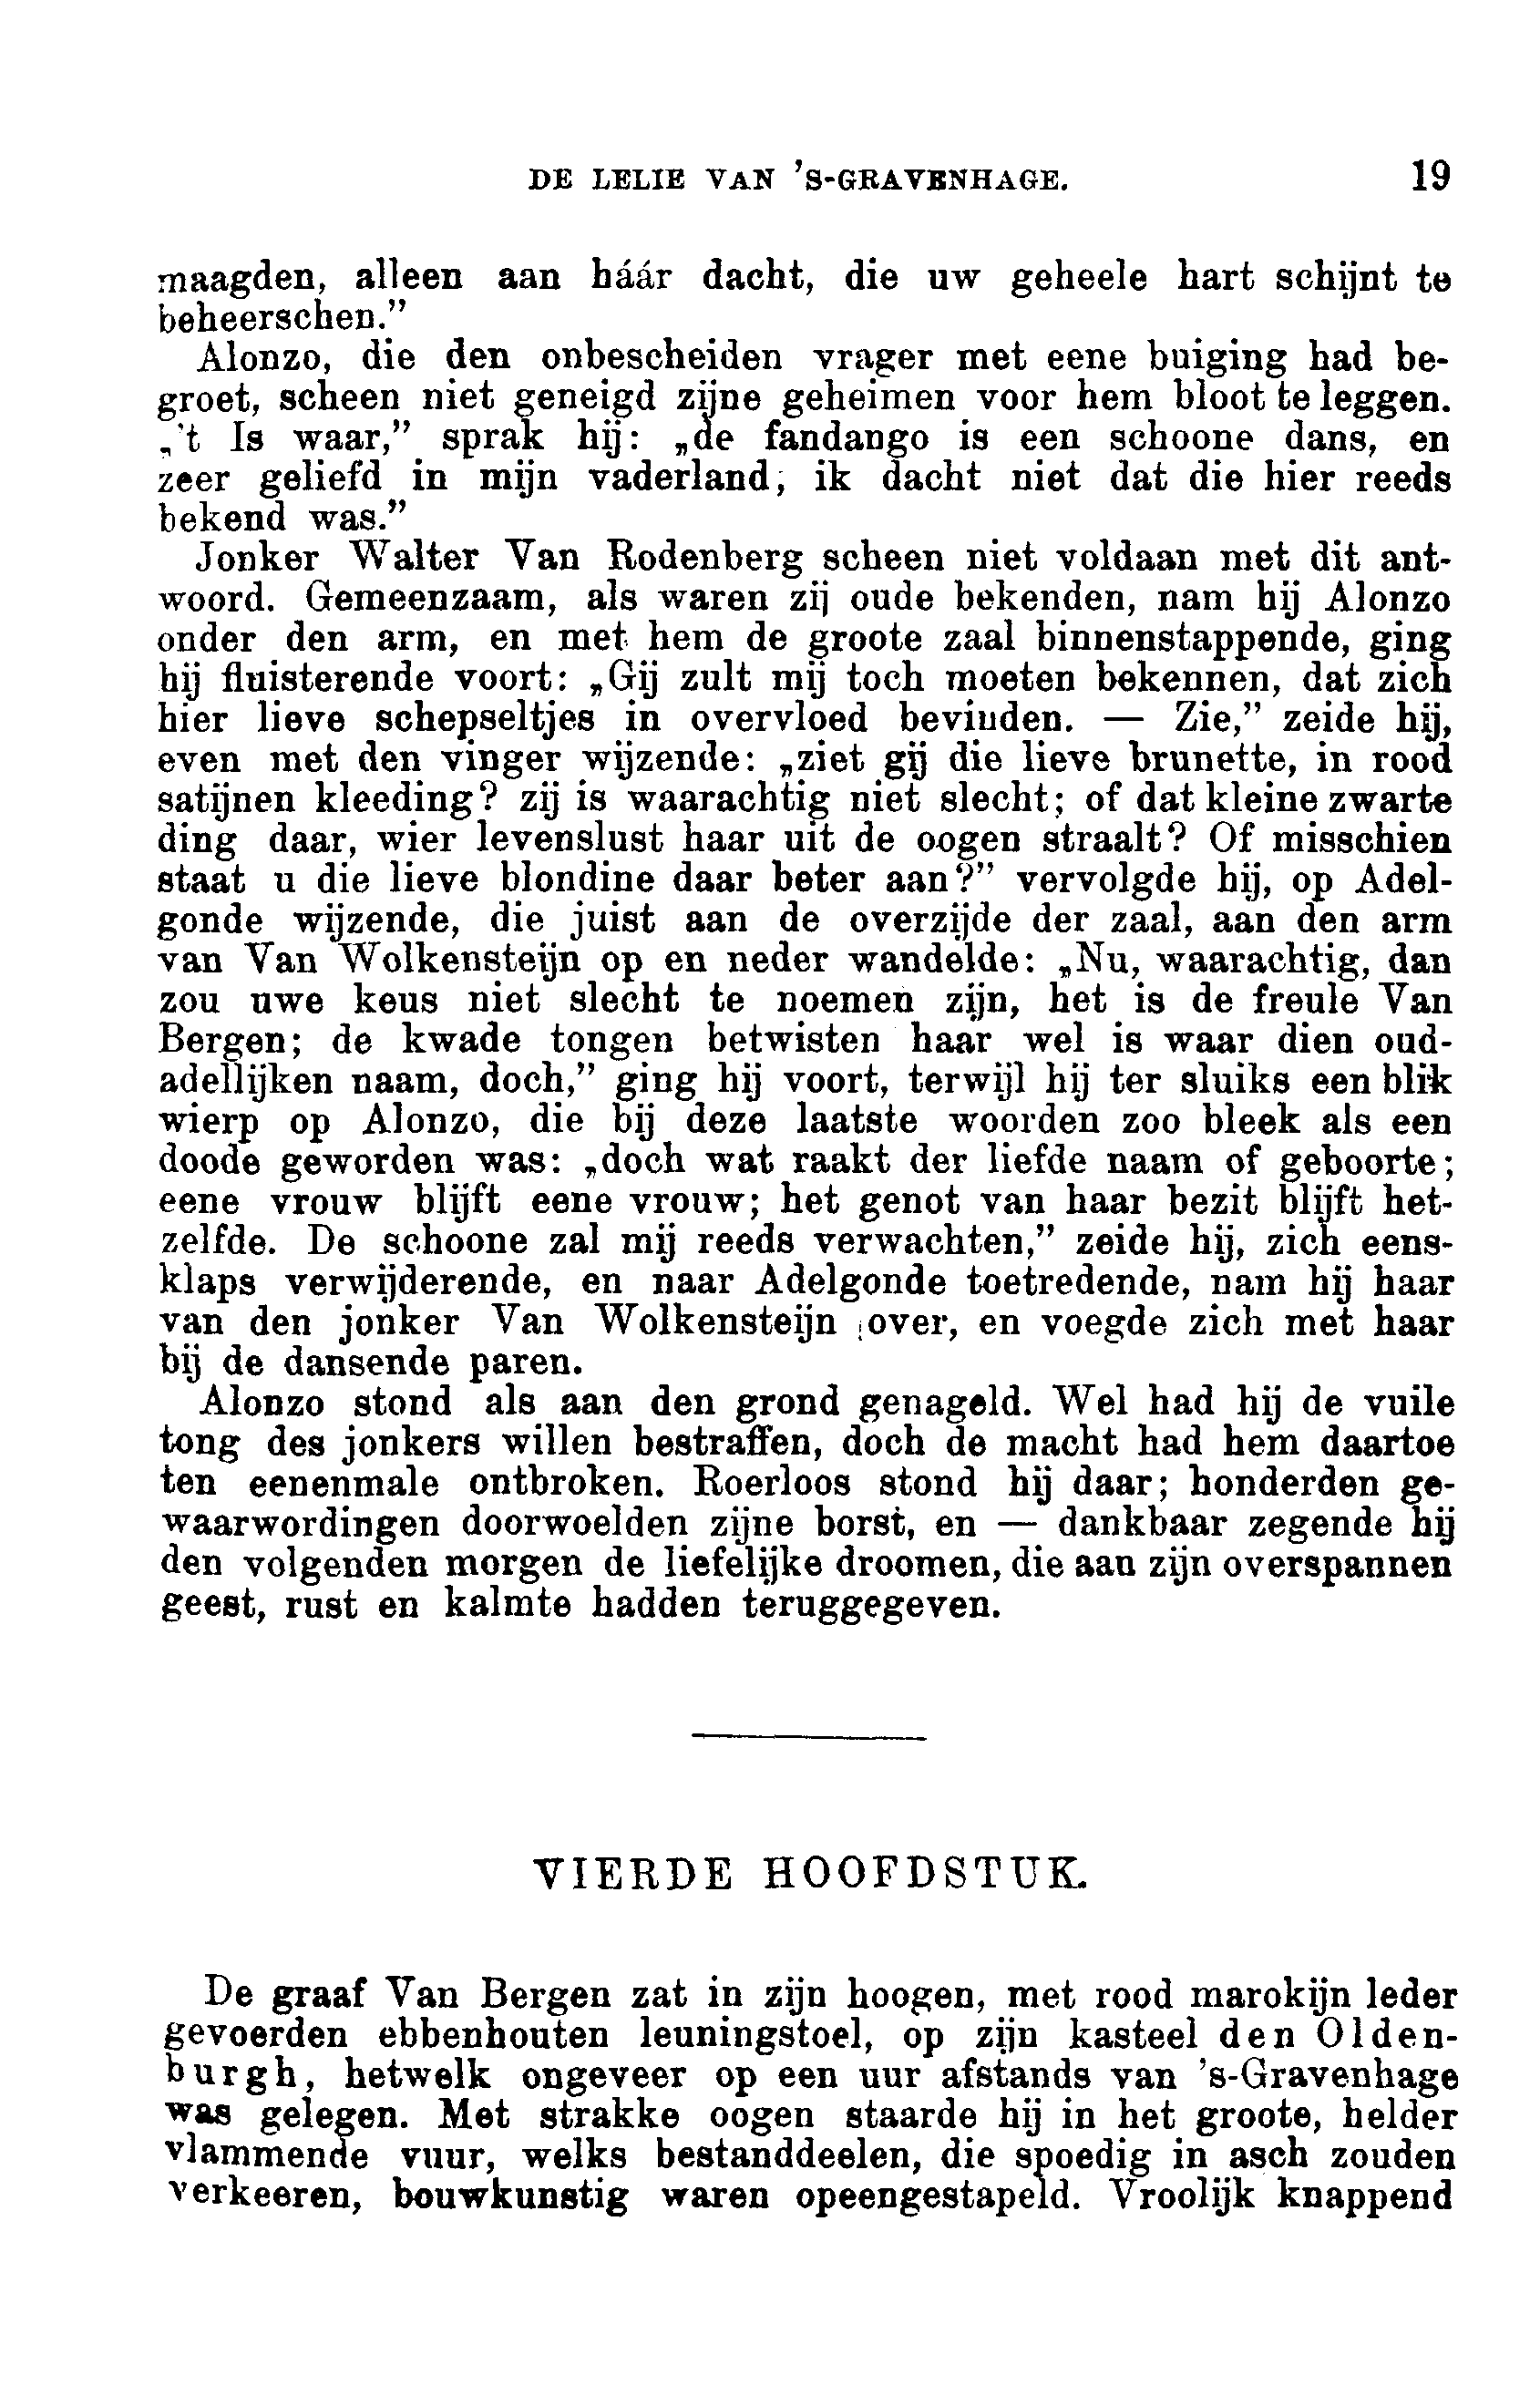 DE LELIE VAN 's-GRAVENHAGE. 19
maagden, alleen aan háár dacht, die uw geheele hart schijnt te
beheerschen.”
Alonzo, die den onbescheiden vrager met eene buiging had be-
groet, scheen niet geneigd zijne geheimen voor hem bloot te leggen.
„'t Is waar,” sprak hij: „de fandango is een schoone dans, en
zeer geliefd in mijn vaderland; ik dacht niet dat die hier reeds
bekend was.”
Jonker Walter Van Rodenberg scheen niet voldaan met dit ant-
woord. Gemeenzaam, als waren zij oude bekenden, nam hij Alonzo
onder den arm, en met hem de groote zaal binnenstappende, ging
hij fluisterende voort: „Gij zult mij toch moeten bekennen, dat zich
hier lieve schepseltjes in overvloed bevinden. — Zie,” zeide hij,
even met den vinger wijzende: „ziet gij die lieve brunette, in rood
satijnen kleeding? zij is waarachtig niet slecht; of dat kleine zwarte
ding daar, wier levenslust haar uit de oogen straalt? Of misschien
staat u die lieve blondine daar beter aan?” vervolgde hij, op Adel-
gonde wijzende, die juist aan de overzijde der zaal, aan den arm
van Van Wolkensteijn op en neder wandelde: „Nu, waarachtig, dan
zou uwe keus niet slecht te noemen zijn, het is de freule Van
Bergen; de kwade tongen betwisten haar wel is waar dien oud-
adellijken naam, doch,” ging hij voort, terwijl hij ter sluiks een blik
wierp op Alonzo, die bij deze laatste woorden zoo bleek als een
doode geworden was: „doch wat raakt der liefde naam of geboorte;
eene vrouw blijft eene vrouw; het genot van haar bezit blijft het-
zelfde. De schoone zal mij reeds verwachten,” zeide hij, zich eens-
klaps verwijderende, en naar Adelgonde toetredende, nam hij haar
van den jonker Van Wolkensteijn over, en voegde zich met haar
bij de dansende paren.
Alonzo stond als aan den grond genageld. Wel had hij de vuile
tong des jonkers willen bestraffen, doch de macht had hem daartoe
ten eenenmale ontbroken. Roerloos stond hij daar; honderden ge-
waarwordingen doorwoelden zijne borst, en — dankbaar zegende hij
den volgenden morgen de liefelijke droomen, die aan zijn overspannen
geest, rust en kalmte hadden teruggegeven.
VIERDE HOOFDSTUK.
De graaf Van Bergen zat in zijn hoogen, met rood marokijn leder
gevoerden ebbenhouten leuningstoel, op zijn kasteel den Olden-
burgh, hetwelk ongeveer op een uur afstands van 's-Gravenhage
was gelegen. Met strakke oogen staarde hij in het groote, helder
vlammende vuur, welks bestanddeelen, die spoedig in asch zouden
verkeeren, bouwkunstig waren opeengestapeld. Vroolijk knappend